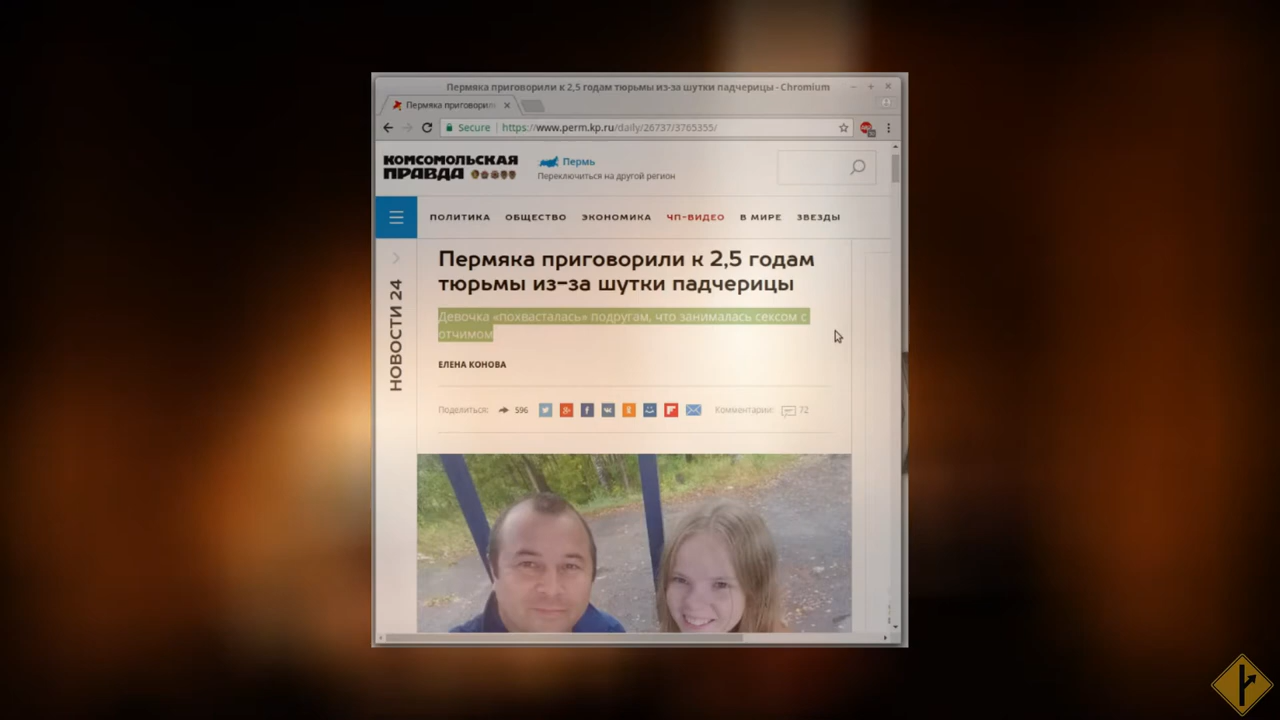 Пермяка приговорили к 2,5 годам тюрьмы из-за шутки падчерицы - Chromium
Пермяка приговорил
Secure https://www.perm.kp.ru/daily/26737/3765355/
КОМСОМОЛЬСКАЯ
ПРАВДА
Пермь
Переключиться на другой регион
ПОЛИТИКА ОБЩЕСТВО ЭКОНОМИКА ЧП-ВИДЕО В МИРЕ ЗВЕЗДЫ
НОВОСТИ 24
Пермяка приговорили к 2,5 годам
тюрьмы из-за шутки падчерицы
Девочка «похвасталась» подругам, что занималась сексом с
отчимом
ЕЛЕНА КОНОВА
Поделиться: 596 Комментарии: 72